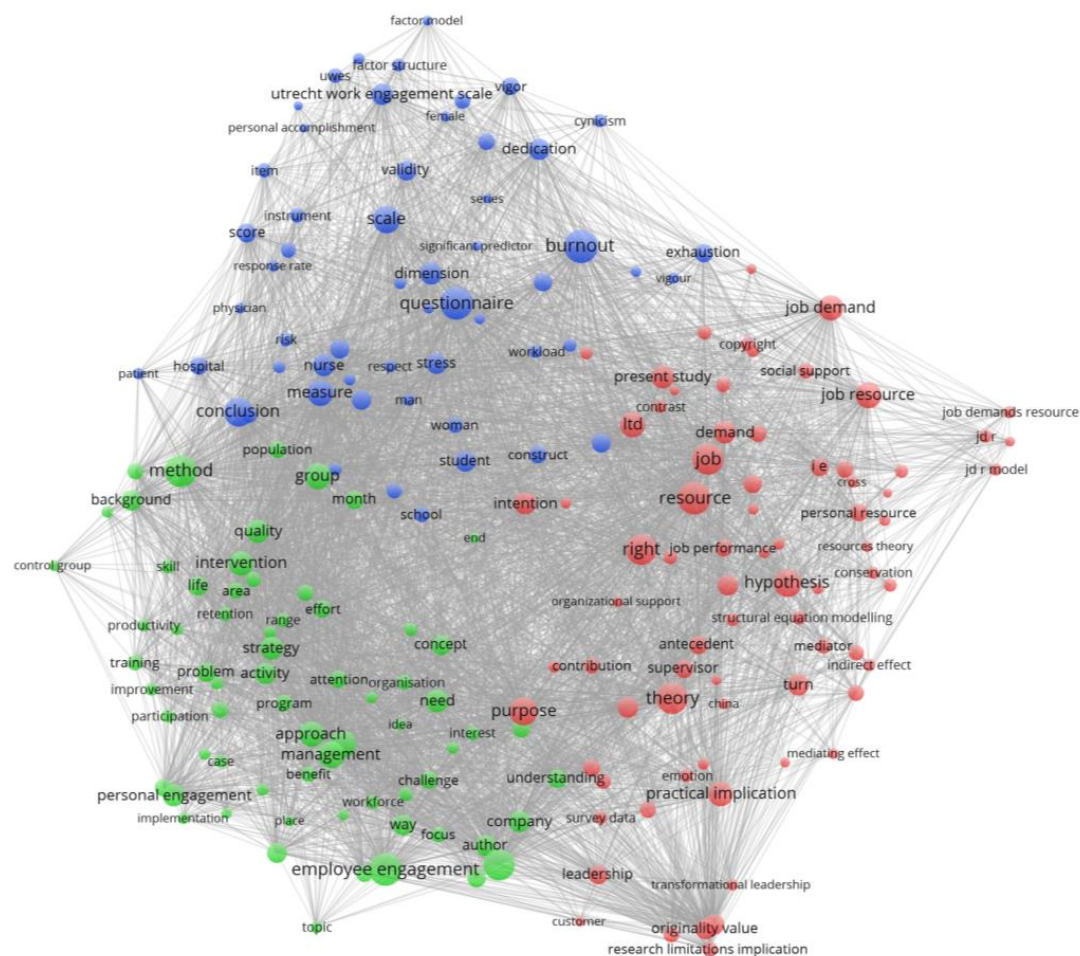 factor model
factor structure
uwes
utrecht work engagement scale
vigor
female
cynicism
personal accomplishment
dedication
item
validity
series
instrument
scale
score
significant predictor
burnout
exhaustion
response rate
dimension
vigour
questionnaire
physician
job demand
risk
copyright
workload
hospital
nurse
respect
stress
patient
social support
present study
measure
job resource
man
contrast
conclusion
job demands resource
woman
ltd
demand
jd r
population
student
construct
job
i e
method
group
jd r model
cross
background
month
intention
resource
personal resource
school
quality
end
right
job performance
resources theory
intervention
control group
skill
conservation
hypothesis
life
area
organizational support
retention
effort
productivity
range
structural equation modelling
strategy
concept
antecedent
mediator
training
problem
activity
contribution
supervisor
indirect effect
attention
organisation
turn
improvement
program
need
theory
china
participation
purpose
idea
approach
interest
management
mediating effect
case
benefit
challenge
understanding
emotion
personal engagement
practical implication
workforce
implementation
place
way
company
survey data
focus
author
employee engagement
leadership
transformational leadership
topic
customer
originality value
research limitations implication